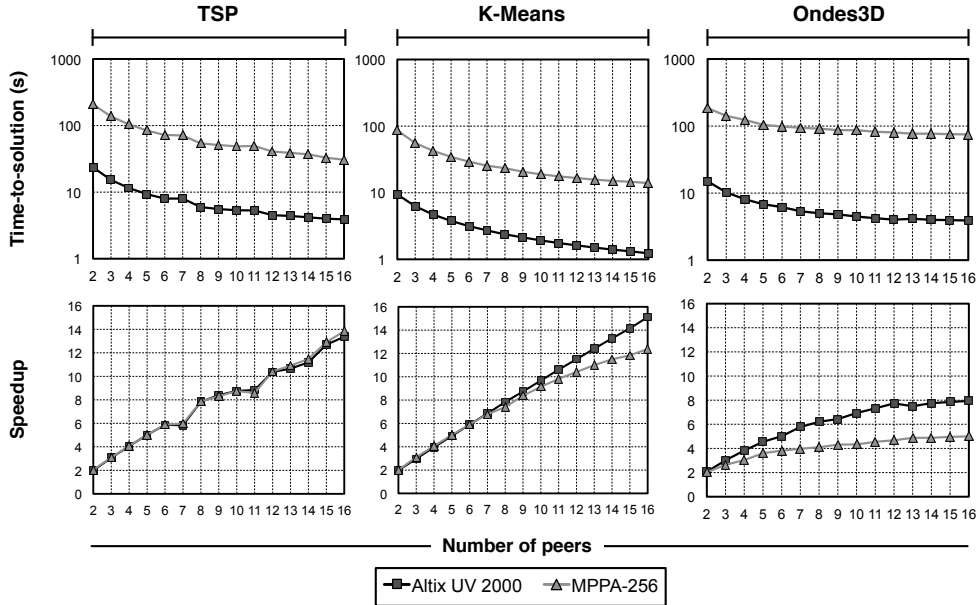 TSP K-Means Ondes3D
Time-to-solution (s)
1000 1000 1000
100 100 100
10 10 10
1 1 1
2 3 4 5 6 7 8 9 10 11 12 13 14 15 16 2 3 4 5 6 7 8 9 10 11 12 13 14 15 16 2 3 4 5 6 7 8 9 10 11 12 13 14 15 16
Speedup
16 16 16
14 14 14
12 12 12
10 10 10
8 8 8
6 6 6
4 4 4
2 2 2
0 0 0
2 3 4 5 6 7 8 9 10 11 12 13 14 15 16 2 3 4 5 6 7 8 9 10 11 12 13 14 15 16 2 3 4 5 6 7 8 9 10 11 12 13 14 15 16
Number of peers
Altix UV 2000 MPPA-256